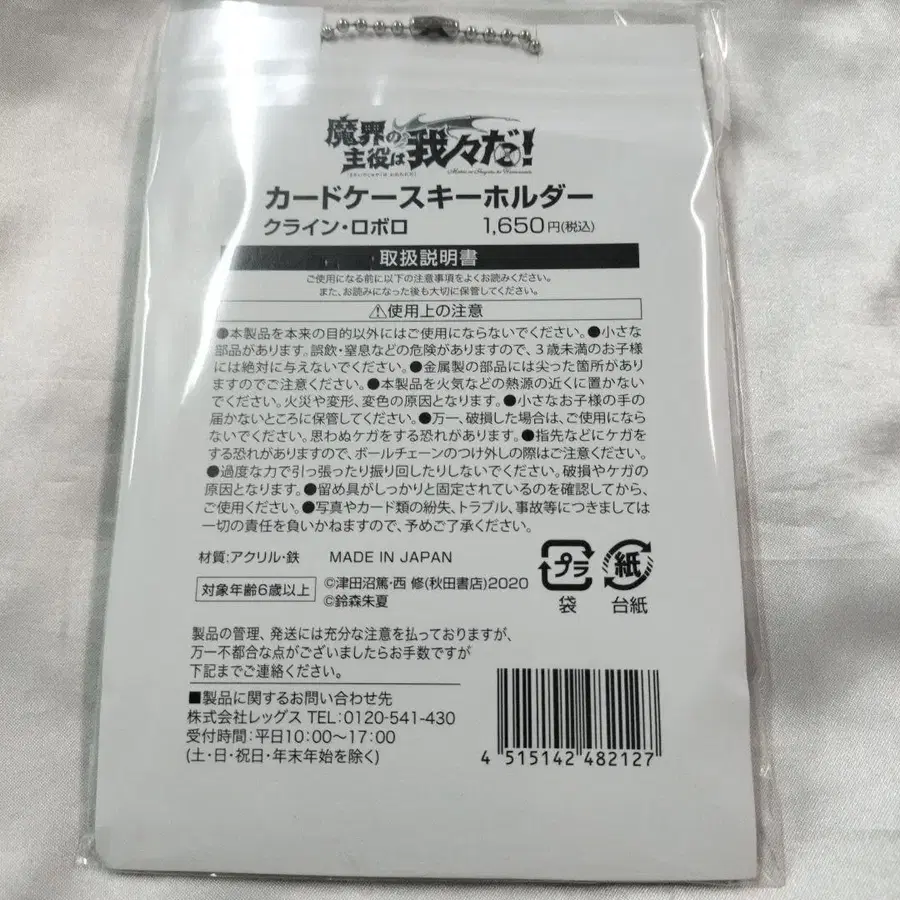 魔界の
主役は我々だ!
カードケースキーホルダー
クライン・ロボロ 1,650円(税込)
取扱説明書
ご使用になる前に以下の注意事項をよくお読みください。
また、お読みになった後も大切に保管してください。
⚠使用上の注意
●本製品を本来の目的以外にはご使用にならないでください。●小さな
部品があります。誤飲・窒息などの危険がありますので、3歳未満のお子様
には絶対に与えないでください。●金属製の部品には尖った箇所があり
ますのでご注意ください。●本製品を火気などの熱源の近くに置かない
でください。火災や変形、変色の原因となります。●小さなお子様の手の
届かないところに保管してください。●万一、破損した場合は、ご使用になら
ないでください。思わぬケガをする恐れがあります。●指先などにケガを
する恐れがありますので、ボールチェーンのつけ外しの際はご注意ください。
●過度な力で引っ張ったり振り回したりしないでください。破損やケガの
原因となります。●留め具がしっかりと固定されているのを確認してから、
ご使用ください。●写真やカード類の紛失、トラブル、事故等につきましては
一切の責任を負いかねますので、予めご了承ください。
材質:アクリル・鉄 MADE IN JAPAN
対象年齢6歳以上
©津田沼篤・西 修(秋田書店)2020
©鈴森朱夏
プラ 紙
袋 台紙
製品の管理、発送には充分な注意を払っておりますが、
万一不都合な点がございましたらお手数ですが
下記までご連絡ください。
■製品に関するお問い合わせ先
株式会社レッグス TEL:0120-541-430
受付時間:平日10:00〜17:00
(土・日・祝日・年末年始を除く)
4 515142 482127